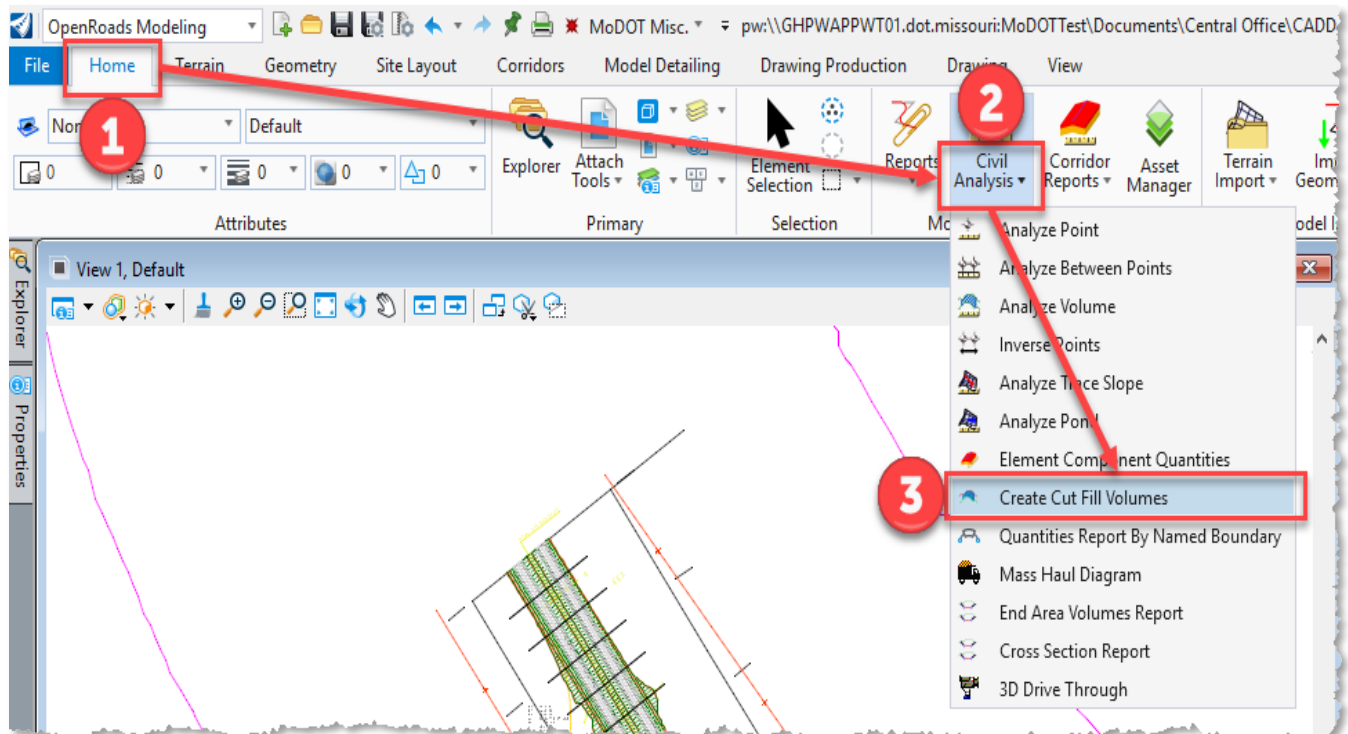 OpenRoads Modeling
MoDOT Misc.
pw:\\GHPWAPPWT01.dot.missouri:MoDOTTest\Documents\Central Office\CADD
File Home Terrain Geometry Site Layout Corridors Model Detailing Drawing Production Drawing View
1
2
Default
0 0 0 0 0
Explorer
Attach Tools
Element Selection
Reports
Civil Analysis
Corridor Reports
Asset Manager
Terrain Import
Attributes Primary Selection
View 1, Default
Explorer
Properties
Analyze Point
Analyze Between Points
Analyze Volume
Inverse Points
Analyze Trace Slope
Analyze Pond
Element Component Quantities
3
Create Cut Fill Volumes
Quantities Report By Named Boundary
Mass Haul Diagram
End Area Volumes Report
Cross Section Report
3D Drive Through